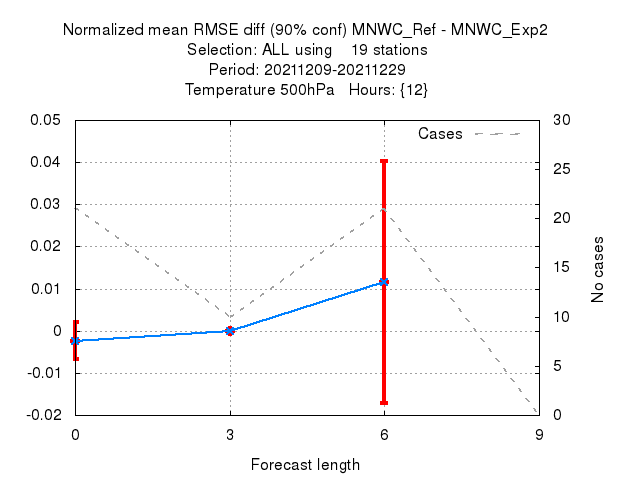 Normalized mean RMSE diff (90% conf) MNWC_Ref - MNWC_Exp2
Selection: ALL using    19 stations
Period: 20211209-20211229
Temperature 500hPa   Hours: {12}
Cases
0.05
0.04
0.03
0.02
0.01
0
-0.01
-0.02
30
25
20
15
10
5
0
No cases
0
3
6
9
Forecast length